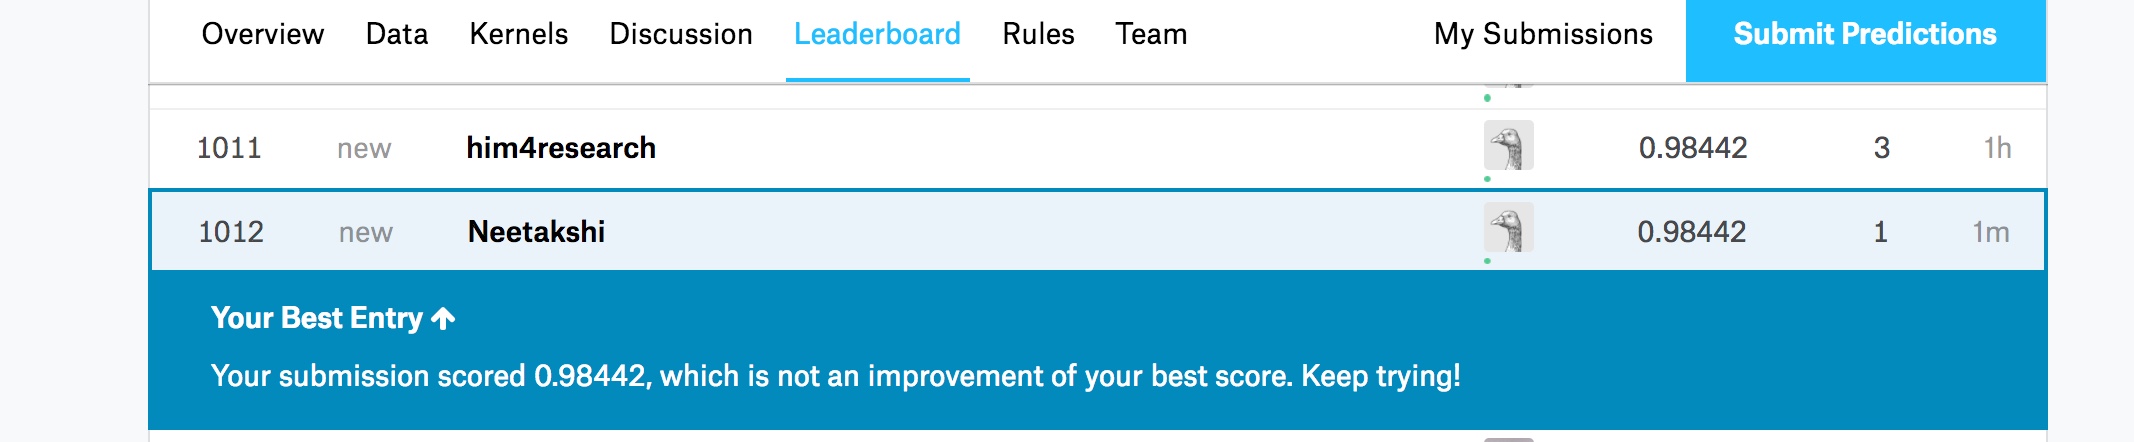 Overview Data Kernels Discussion Leaderboard Rules Team My Submissions Submit Predictions
1011 new him4research 0.98442 3 1h
1012 new Neetakshi 0.98442 1 1m
Your Best Entry ↑
Your submission scored 0.98442, which is not an improvement of your best score. Keep trying!